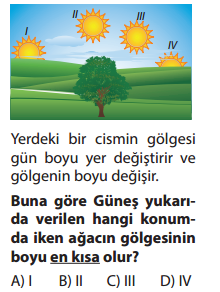 I
II
III
IV
Yerdeki bir cismin gölgesi
gün boyu yer değiştirir ve
gölgenin boyu değişir.
Buna göre Güneş yukarı-
da verilen hangi konum-
da iken ağacın gölgesinin
boyu en kısa olur?
A) I B) II C) III D) IV